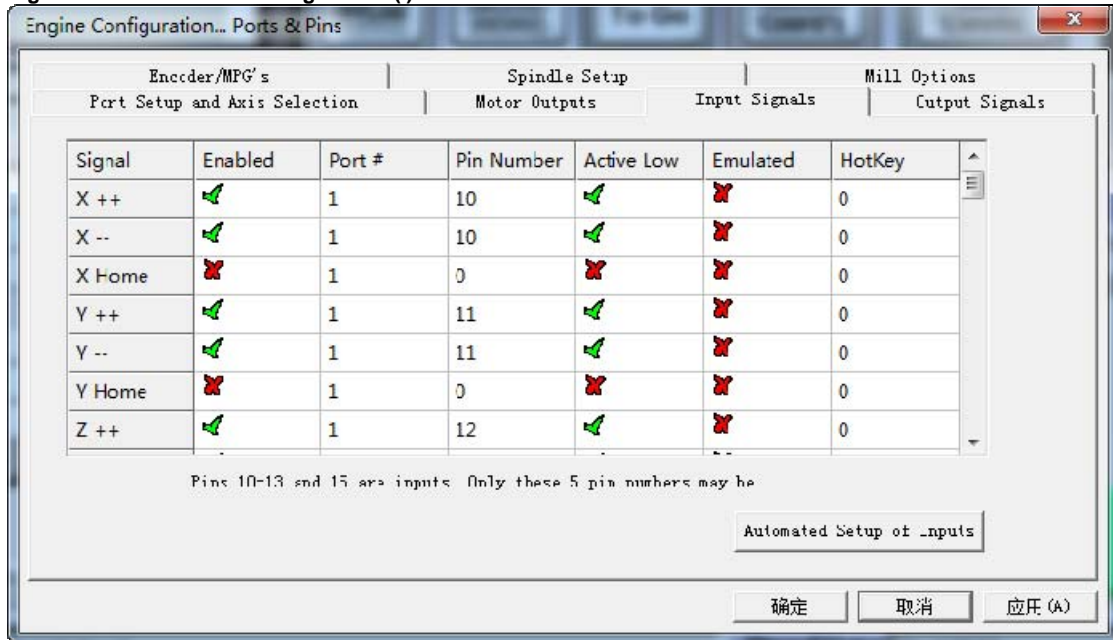 Engine Configuration... Ports & Pins
Encoder/MPG's Spindle Setup Mill Options
Port Setup and Axis Selection Motor Outputs Input Signals Output Signals
Signal Enabled Port # Pin Number Active Low Emulated HotKey
X ++ 1 10 0
X -- 1 10 0
X Home 1 0 0
Y ++ 1 11 0
Y -- 1 11 0
Y Home 1 0 0
Z ++ 1 12 0
Pins 10-13 and 15 are inputs. Only these 5 pin numbers may be
Automated Setup of Inputs
确定 取消 应用(A)